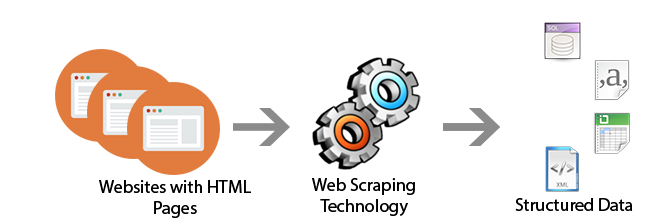 Websites with HTML
Pages
Web Scraping
Technology
SQL
,a,
XML
Structured Data